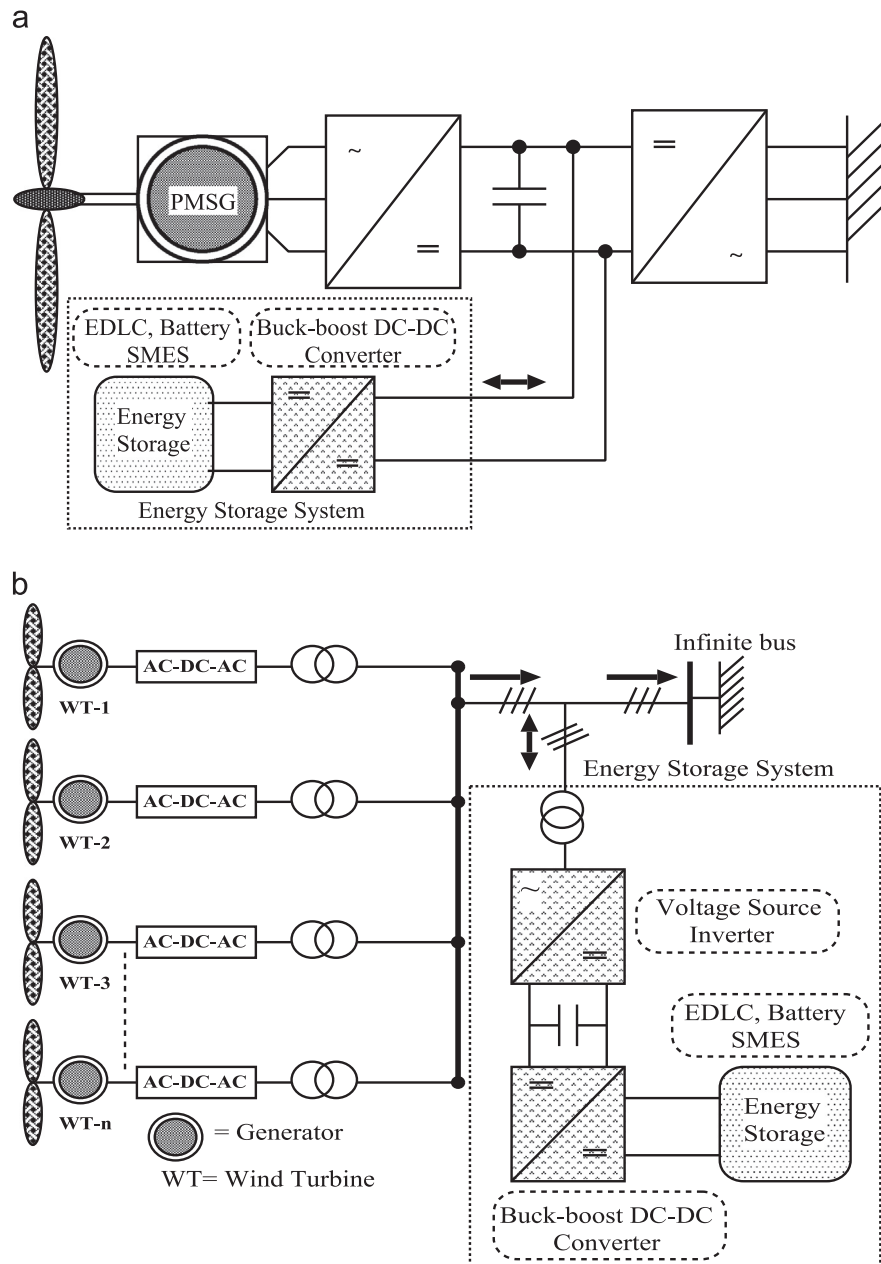 a
~
=
PMSG
=
~
EDLC, Battery
SMES
Buck-boost DC-DC
Converter
Energy
Storage
=
=
Energy Storage System
b
AC-DC-AC
WT-1
Infinite bus
AC-DC-AC
WT-2
Energy Storage System
AC-DC-AC
WT-3
~
=
Voltage Source
Inverter
EDLC, Battery
SMES
AC-DC-AC
WT-n
=
=
Energy
Storage
= Generator
WT= Wind Turbine
Buck-boost DC-DC
Converter